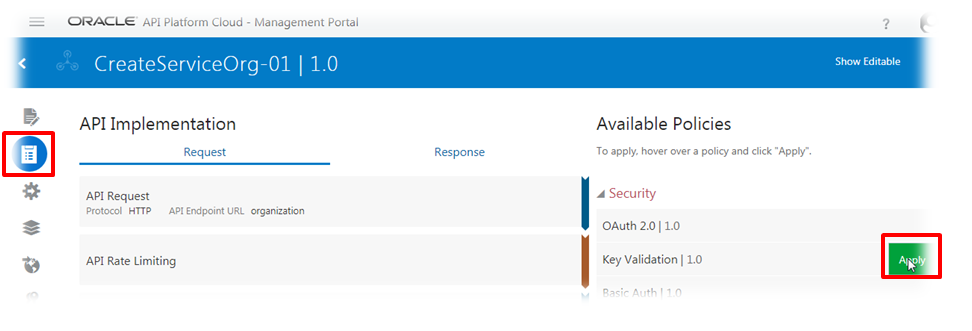 ORACLE® API Platform Cloud - Management Portal ?
CreateServiceOrg-01 | 1.0 Show Editable
API Implementation
Request Response
API Request
Protocol HTTP API Endpoint URL organization
API Rate Limiting
Available Policies
To apply, hover over a policy and click "Apply".
Security
OAuth 2.0 | 1.0
Key Validation | 1.0 Apply
Basic Auth | 1.0